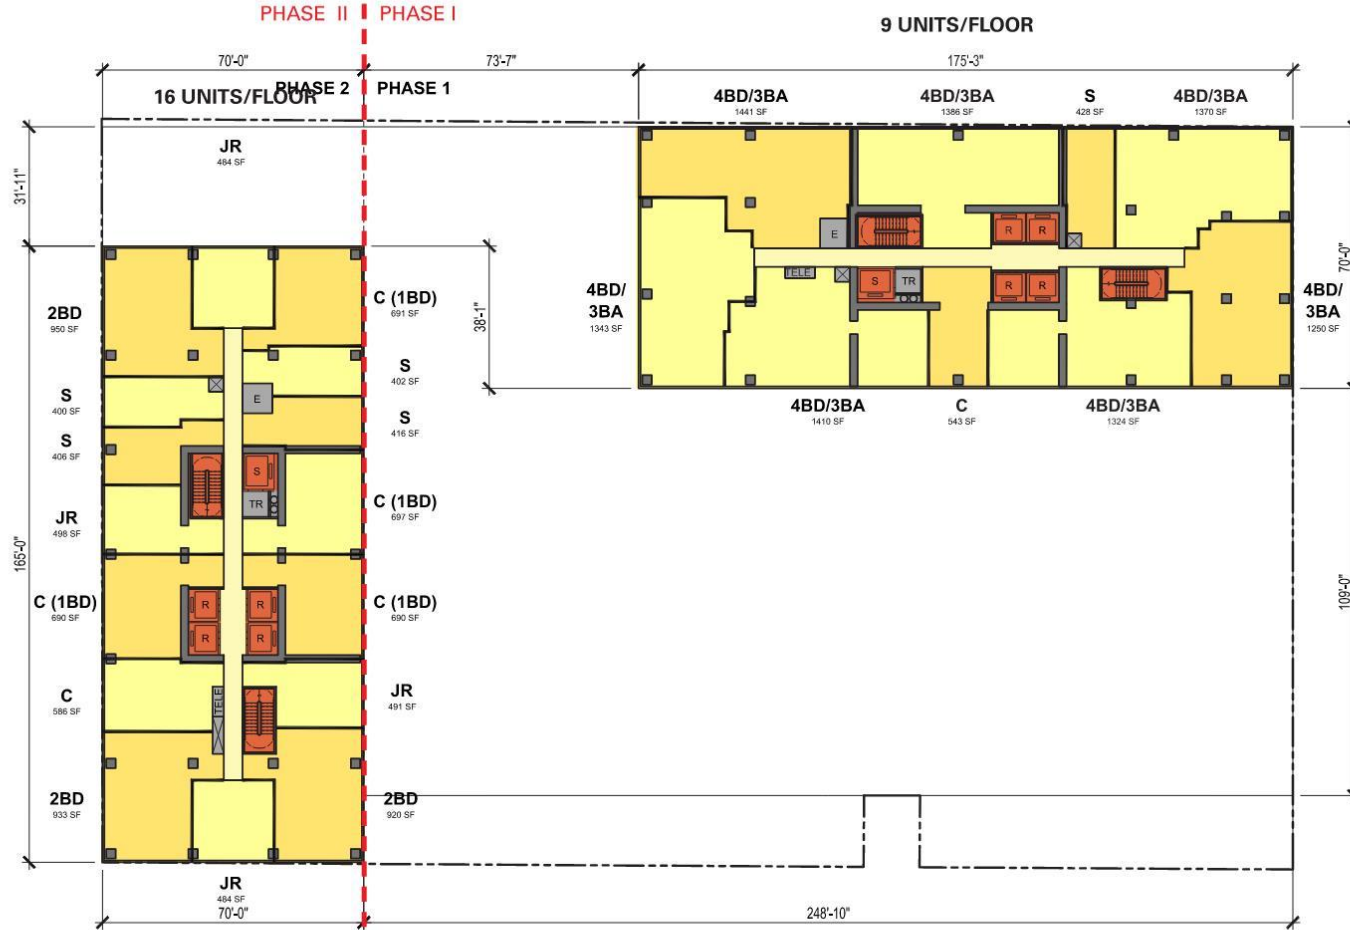 PHASE II
PHASE I
9 UNITS/FLOOR
70'-0"
73'-7"
175'-3"
PHASE 2
PHASE 1
16 UNITS/FLOOR
4BD/3BA
1441 SF
4BD/3BA
1386 SF
S
428 SF
4BD/3BA
1370 SF
JR
484 SF
31'-11"
E
R
R
70'-0"
TELE
S
TR
R
R
4BD/
3BA
1343 SF
4BD/
3BA
1250 SF
2BD
950 SF
C (1BD)
691 SF
38'-1"
S
402 SF
S
400 SF
E
4BD/3BA
1410 SF
C
543 SF
4BD/3BA
1324 SF
S
416 SF
S
406 SF
S
TR
C (1BD)
697 SF
JR
498 SF
165'-0"
C (1BD)
690 SF
R
R
R
R
C (1BD)
690 SF
109'-0"
C
586 SF
TELE
JR
491 SF
2BD
933 SF
2BD
920 SF
JR
484 SF
70'-0"
248'-10"